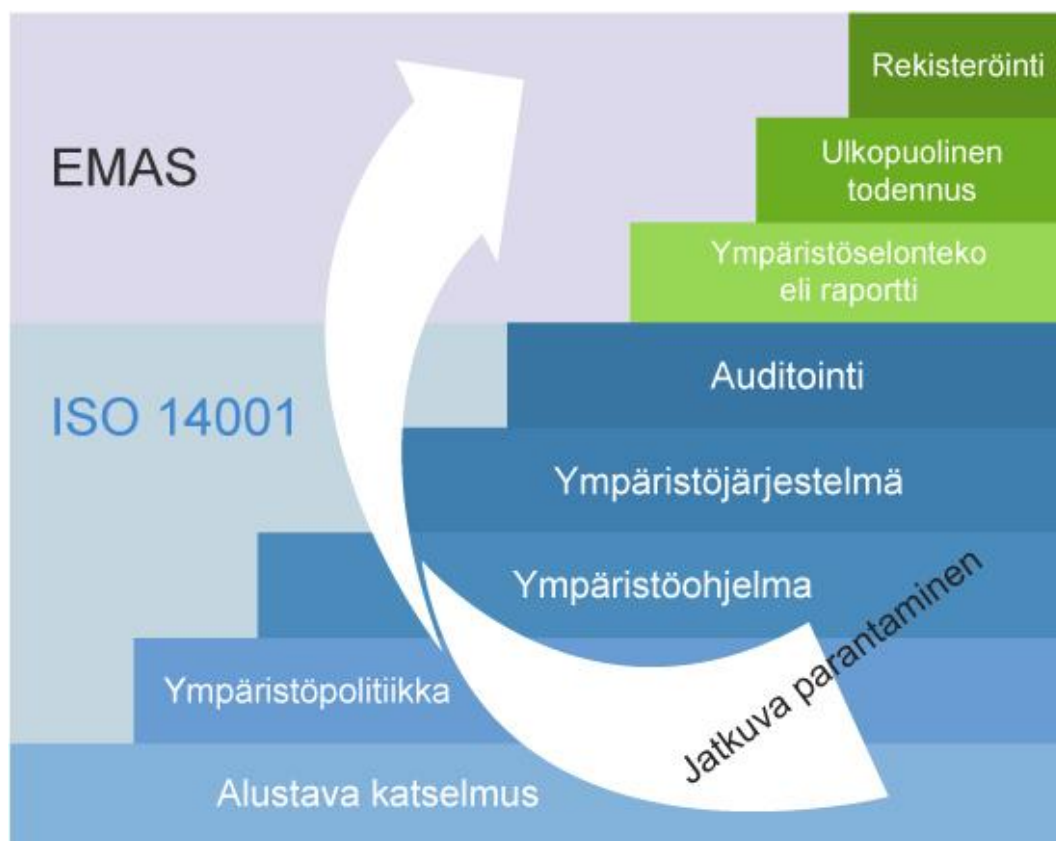 Rekisteröinti
EMAS
Ulkopuolinen
todennus
Ympäristöselonteko
eli raportti
Auditointi
ISO 14001
Ympäristöjärjestelmä
Ympäristöohjelma
Jatkuva parantaminen
Ympäristöpolitiikka
Alustava katselmus